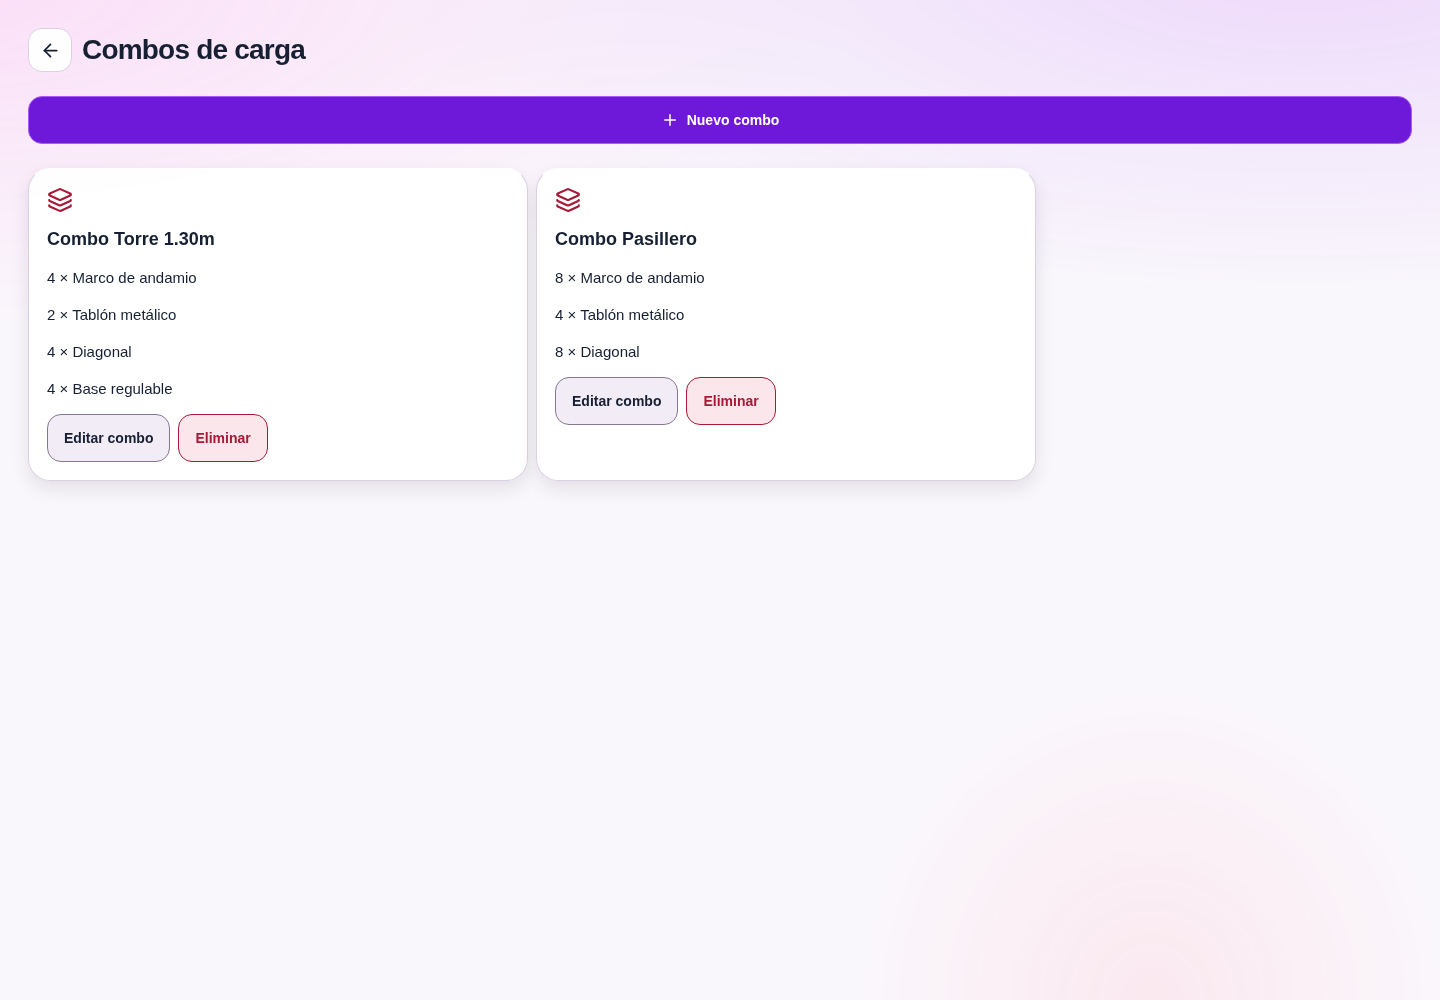 Combos de carga
Nuevo combo
Combo Torre 1.30m
4 × Marco de andamio
2 × Tablón metálico
4 × Diagonal
4 × Base regulable
Editar combo
Eliminar
Combo Pasillero
8 × Marco de andamio
4 × Tablón metálico
8 × Diagonal
Editar combo
Eliminar